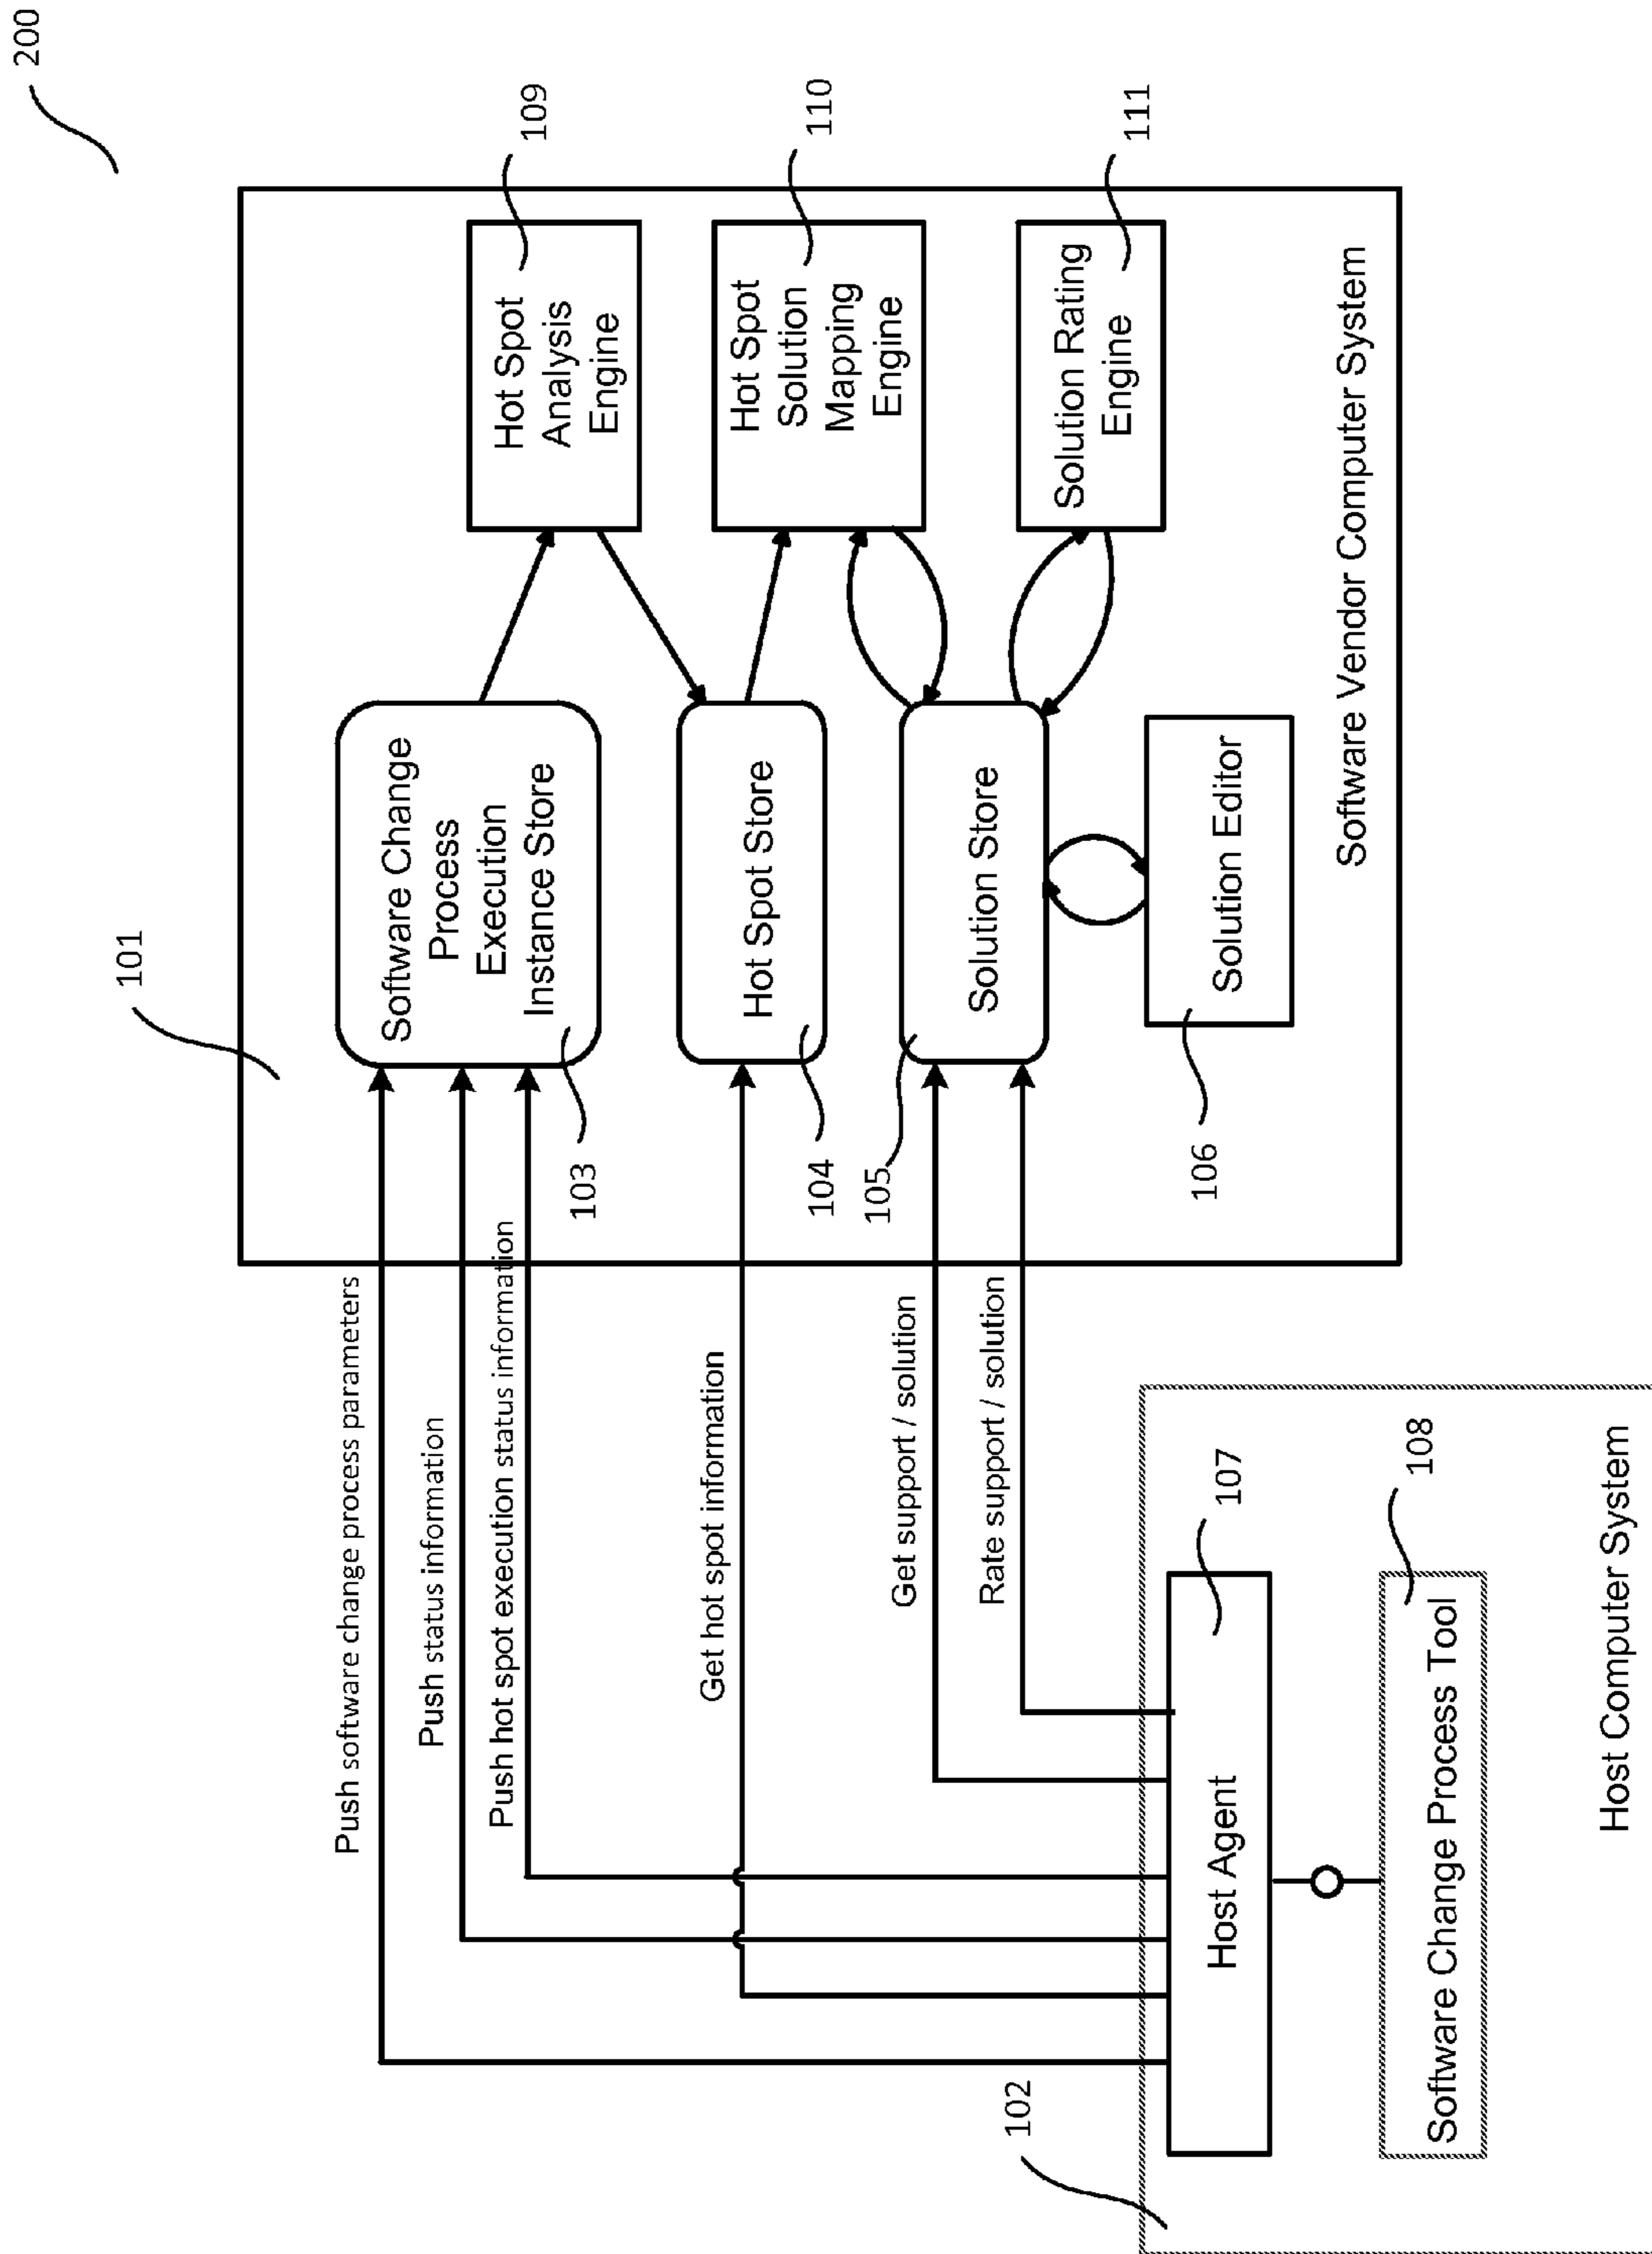 200
101
Software Change
Process
Execution
Instance Store
103
Hot Spot
Analysis
Engine
109
Hot Spot Store
104
Hot Spot
Solution
Mapping
Engine
110
Solution Store
105
Solution Rating
Engine
111
Solution Editor
106
Software Vendor Computer System
Push software change process parameters
Push status information
Push hot spot execution status information
Get hot spot information
Get support / solution
Rate support / solution
102
Host Agent
107
Software Change Process Tool
108
Host Computer System